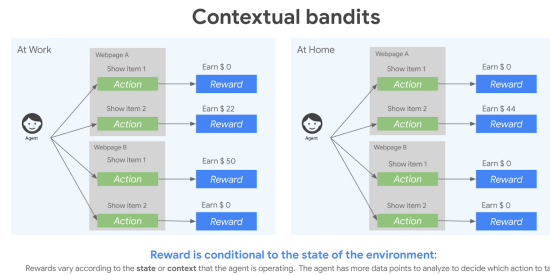 Contextual bandits
At Work
Webpage A
Show item 1
Action
Earn $ 0
Reward
Show item 2
Action
Earn $ 22
Reward
Agent
Webpage B
Show item 1
Action
Earn $ 50
Reward
Show item 2
Action
Earn $ 0
Reward
At Home
Webpage A
Show item 1
Action
Earn $ 0
Reward
Show item 2
Action
Earn $ 44
Reward
Agent
Webpage B
Show item 1
Action
Earn $ 0
Reward
Show item 2
Action
Earn $ 0
Reward
Reward is conditional to the state of the environment:
Rewards vary according to the state or context that the agent is operating. The agent has more data points to analyze to decide which action to ta